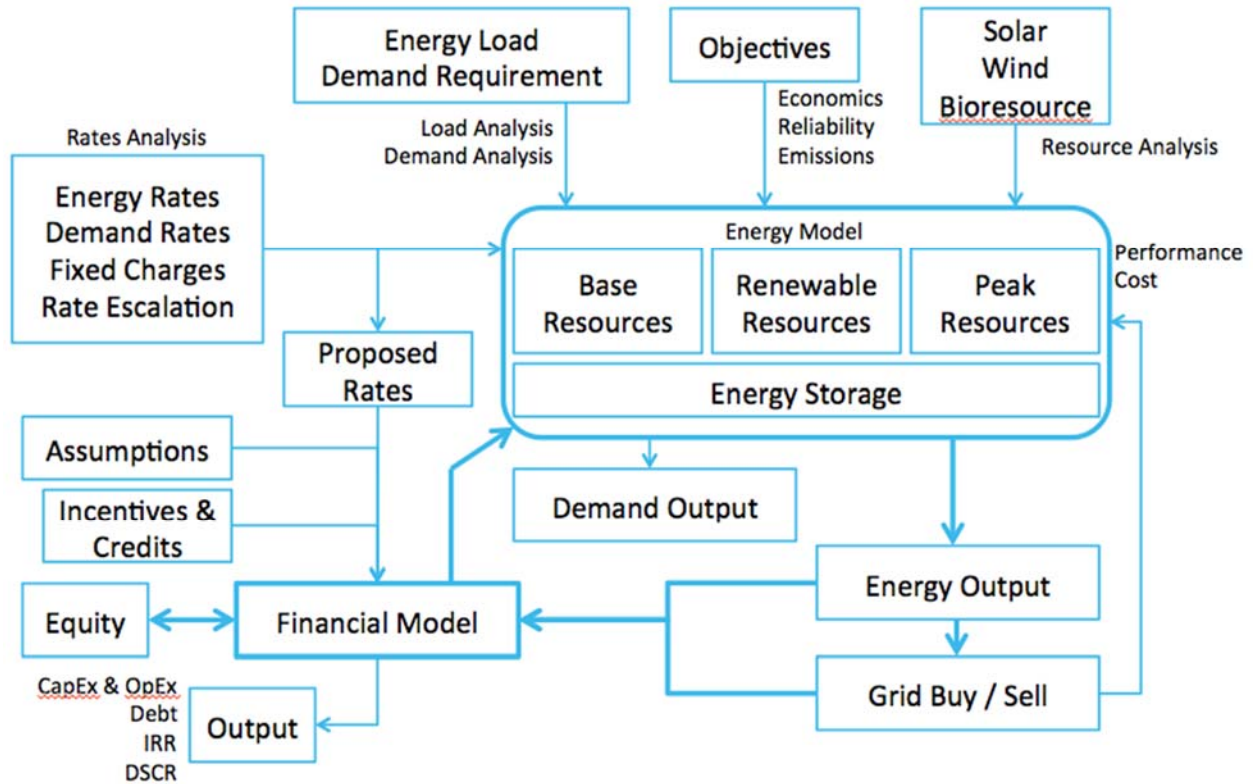 Energy Load
Demand Requirement
Objectives
Solar
Wind
Bioresource
Load Analysis
Demand Analysis
Economics
Reliability
Emissions
Resource Analysis
Rates Analysis
Energy Rates
Demand Rates
Fixed Charges
Rate Escalation
Energy Model
Base
Resources
Renewable
Resources
Peak
Resources
Energy Storage
Performance
Cost
Proposed
Rates
Assumptions
Incentives &
Credits
Demand Output
Energy Output
Equity
Financial Model
Grid Buy / Sell
CapEx & OpEx
Debt
IRR
DSCR
Output